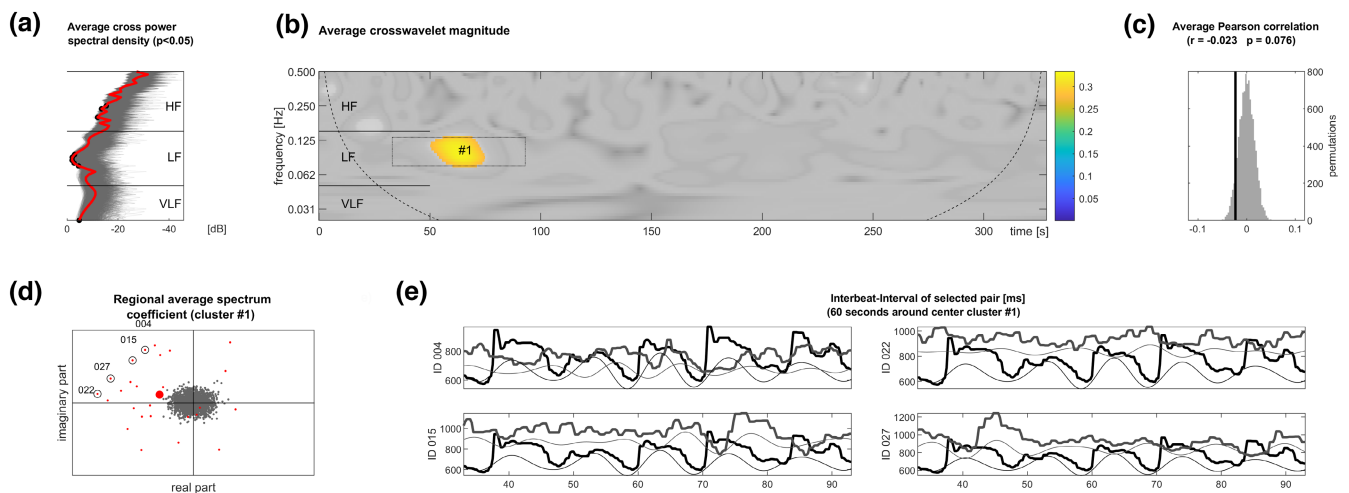 (a)
Average cross power
spectral density (p<0.05)
HF
LF
VLF
0 -20 -40 [dB]
(b)
Average crosswavelet magnitude
frequency [Hz]
0.500
0.250
0.125
0.062
0.031
HF
LF
VLF
#1
0 50 100 150 200 250 300 time [s]
0.3
0.25
0.2
0.15
0.1
0.05
(c)
Average Pearson correlation
(r = -0.023 p = 0.076)
800
600
400
200
0
permutations
-0.1 0 0.1
(d)
Regional average spectrum
coefficient (cluster #1)
004
015
027
022
imaginary part
real part
(e)
Interbeat-Interval of selected pair [ms]
(60 seconds around center cluster #1)
ID 004
800
600
ID 022
1000
800
600
ID 015
1000
800
600
40 50 60 70 80 90
ID 027
1200
1000
800
600
40 50 60 70 80 90